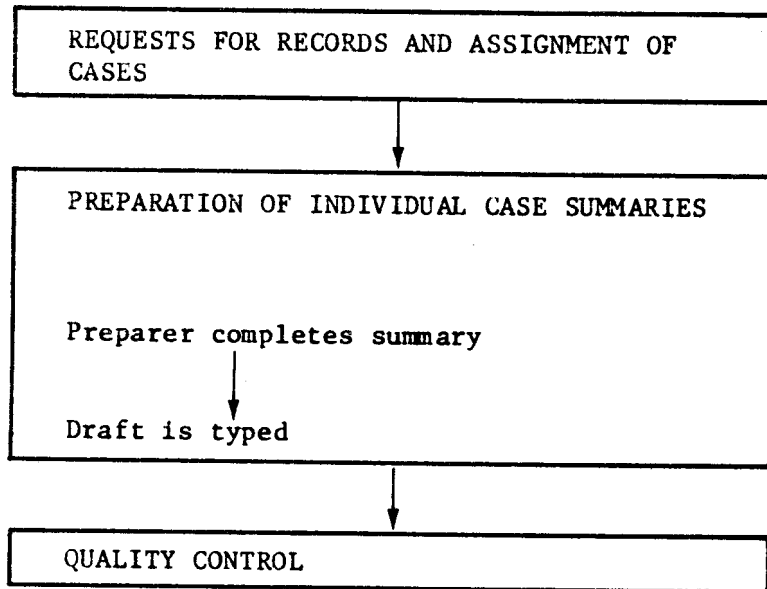 REQUESTS FOR RECORDS AND ASSIGNMENT OF
CASES
PREPARATION OF INDIVIDUAL CASE SUMMARIES
Preparer completes summary
Draft is typed
QUALITY CONTROL